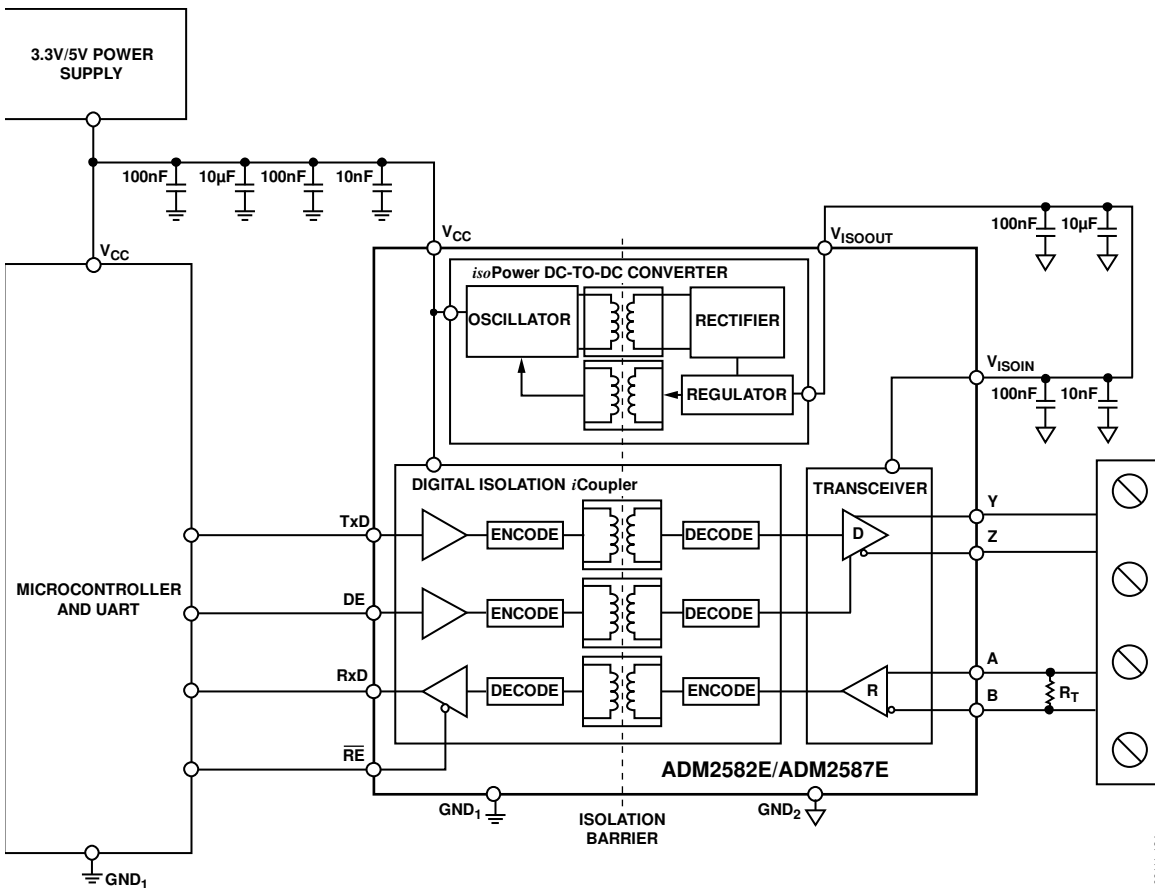 3.3V/5V POWER
SUPPLY
100nF
10µF
100nF
10nF
VCC
VCC
VISOOUT
100nF
10µF
isoPower DC-TO-DC CONVERTER
OSCILLATOR
RECTIFIER
REGULATOR
VISOIN
100nF
10nF
DIGITAL ISOLATION iCoupler
TRANSCEIVER
MICROCONTROLLER
AND UART
TxD
ENCODE
DECODE
D
Y
Z
DE
ENCODE
DECODE
RxD
DECODE
ENCODE
R
A
B
RT
RE
ADM2582E/ADM2587E
GND1
ISOLATION
BARRIER
GND2
GND1